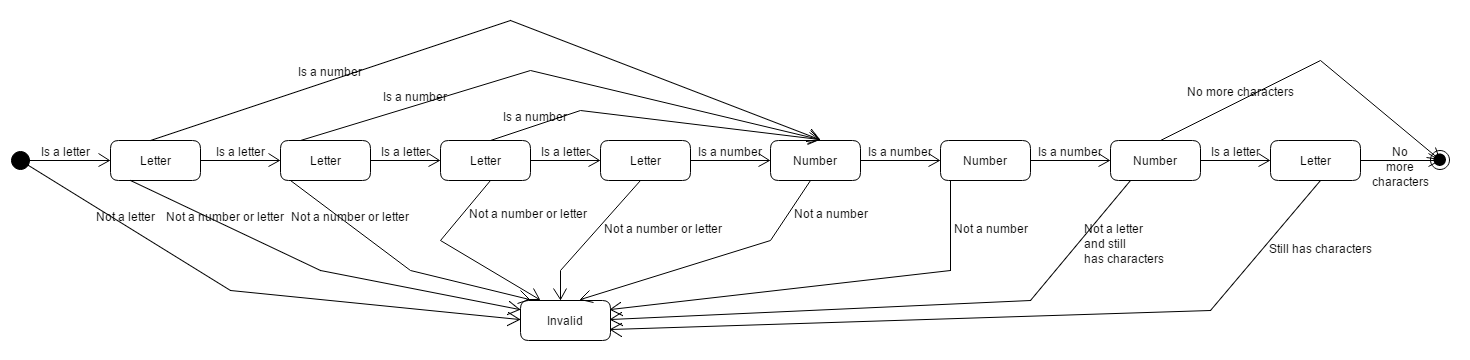 Is a number
No more characters
Is a number
Is a number
Is a letter
Letter
Is a letter
Letter
Is a letter
Letter
Is a letter
Letter
Is a number
Number
Is a number
Number
Is a number
Number
Is a letter
Letter
No
more
characters
Not a letter
Not a number or letter
Not a number or letter
Not a number or letter
Not a number or letter
Not a number
Not a number
Not a letter
and still
has characters
Still has characters
Invalid